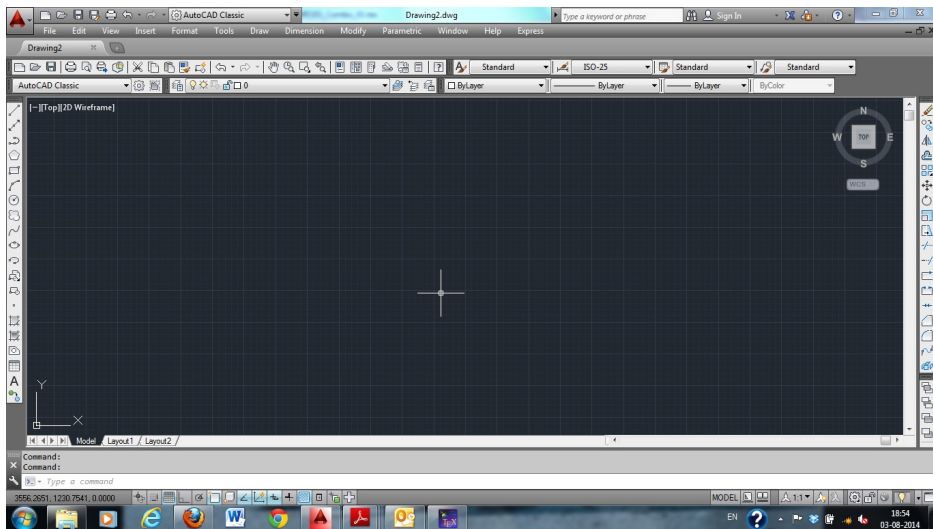 AutoCAD Classic
Drawing2.dwg
Type a keyword or phrase
Sign In
File Edit View Insert Format Tools Draw Dimension Modify Parametric Window Help Express
Drawing2
Standard ISO-25 Standard Standard
AutoCAD Classic 0 ByLayer ByLayer ByLayer ByColor
[−][Top][2D Wireframe]
N
W TOP E
S
WCS
Y
X
A
Model Layout1 Layout2
Command:
Command:
Type a command
3556.2651, 1230.7541, 0.0000 MODEL 1:1
EN 18:54
03-08-2014